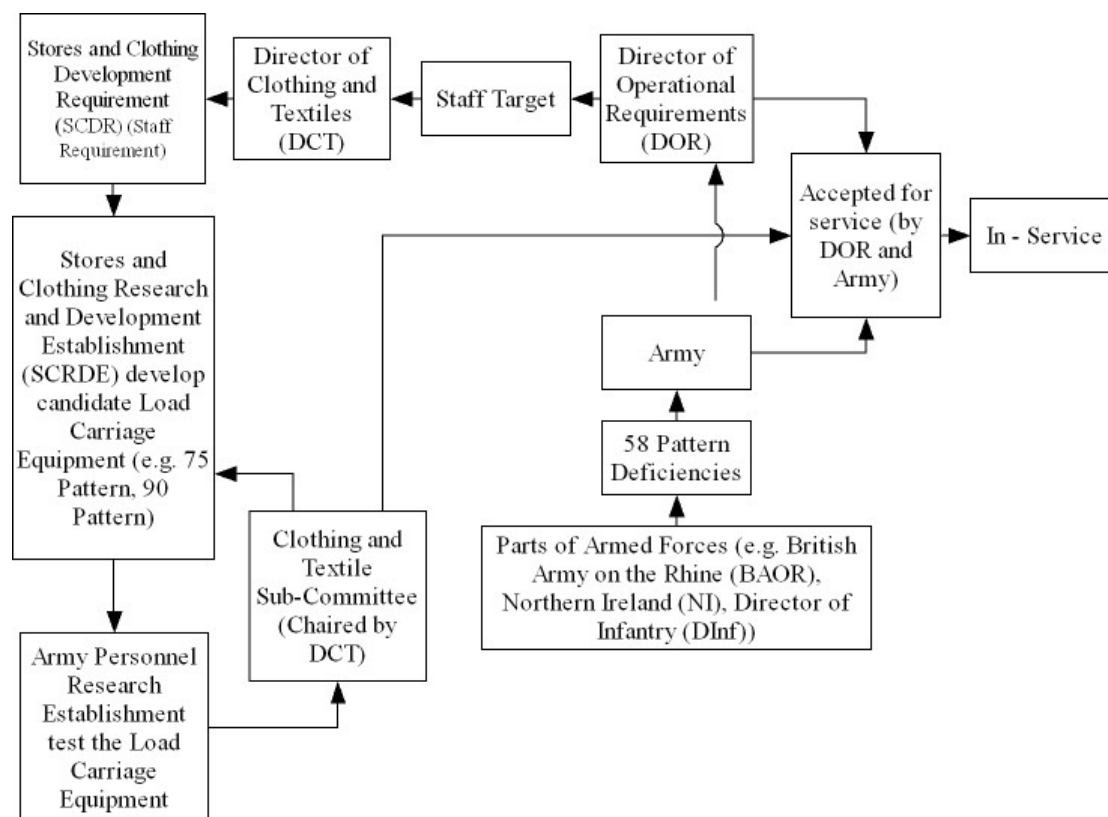 Stores and Clothing
Development
Requirement
(SCDR) (Staff
Requirement)
Director of
Clothing and
Textiles
(DCT)
Staff Target
Director of
Operational
Requirements
(DOR)
Accepted for
service (by
DOR and
Army)
In - Service
Stores and
Clothing Research
and Development
Establishment
(SCRDE) develop
candidate Load
Carriage
Equipment (e.g. 75
Pattern, 90
Pattern)
Army
58 Pattern
Deficiencies
Parts of Armed Forces (e.g. British
Army on the Rhine (BAOR),
Northern Ireland (NI), Director of
Infantry (DInf))
Clothing and
Textile
Sub-Committee
(Chaired by
DCT)
Army Personnel
Research
Establishment
test the Load
Carriage
Equipment